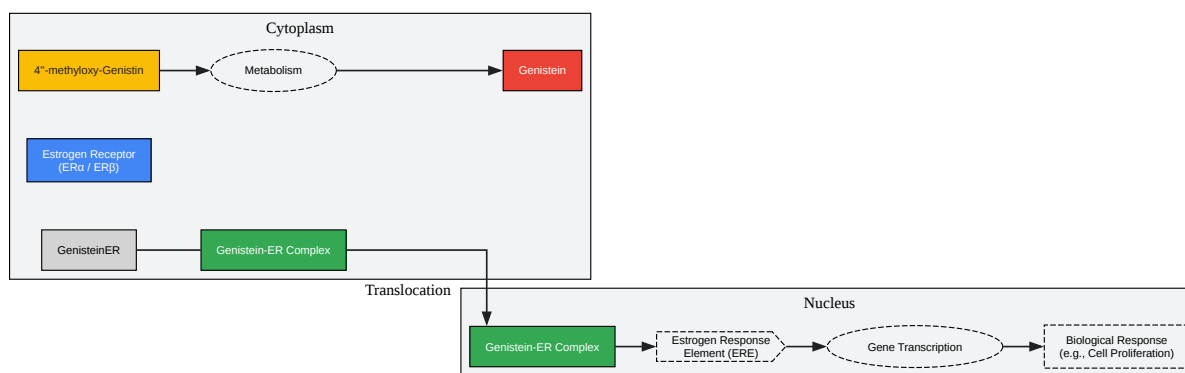 Cytoplasm
4"-methyloxy-Genistin
Metabolism
Genistein
Estrogen Receptor
(ERα / ERβ)
GenisteinER
Genistein-ER Complex
Translocation
Nucleus
Genistein-ER Complex
Estrogen Response
Element (ERE)
Gene Transcription
Biological Response
(e.g., Cell Proliferation)